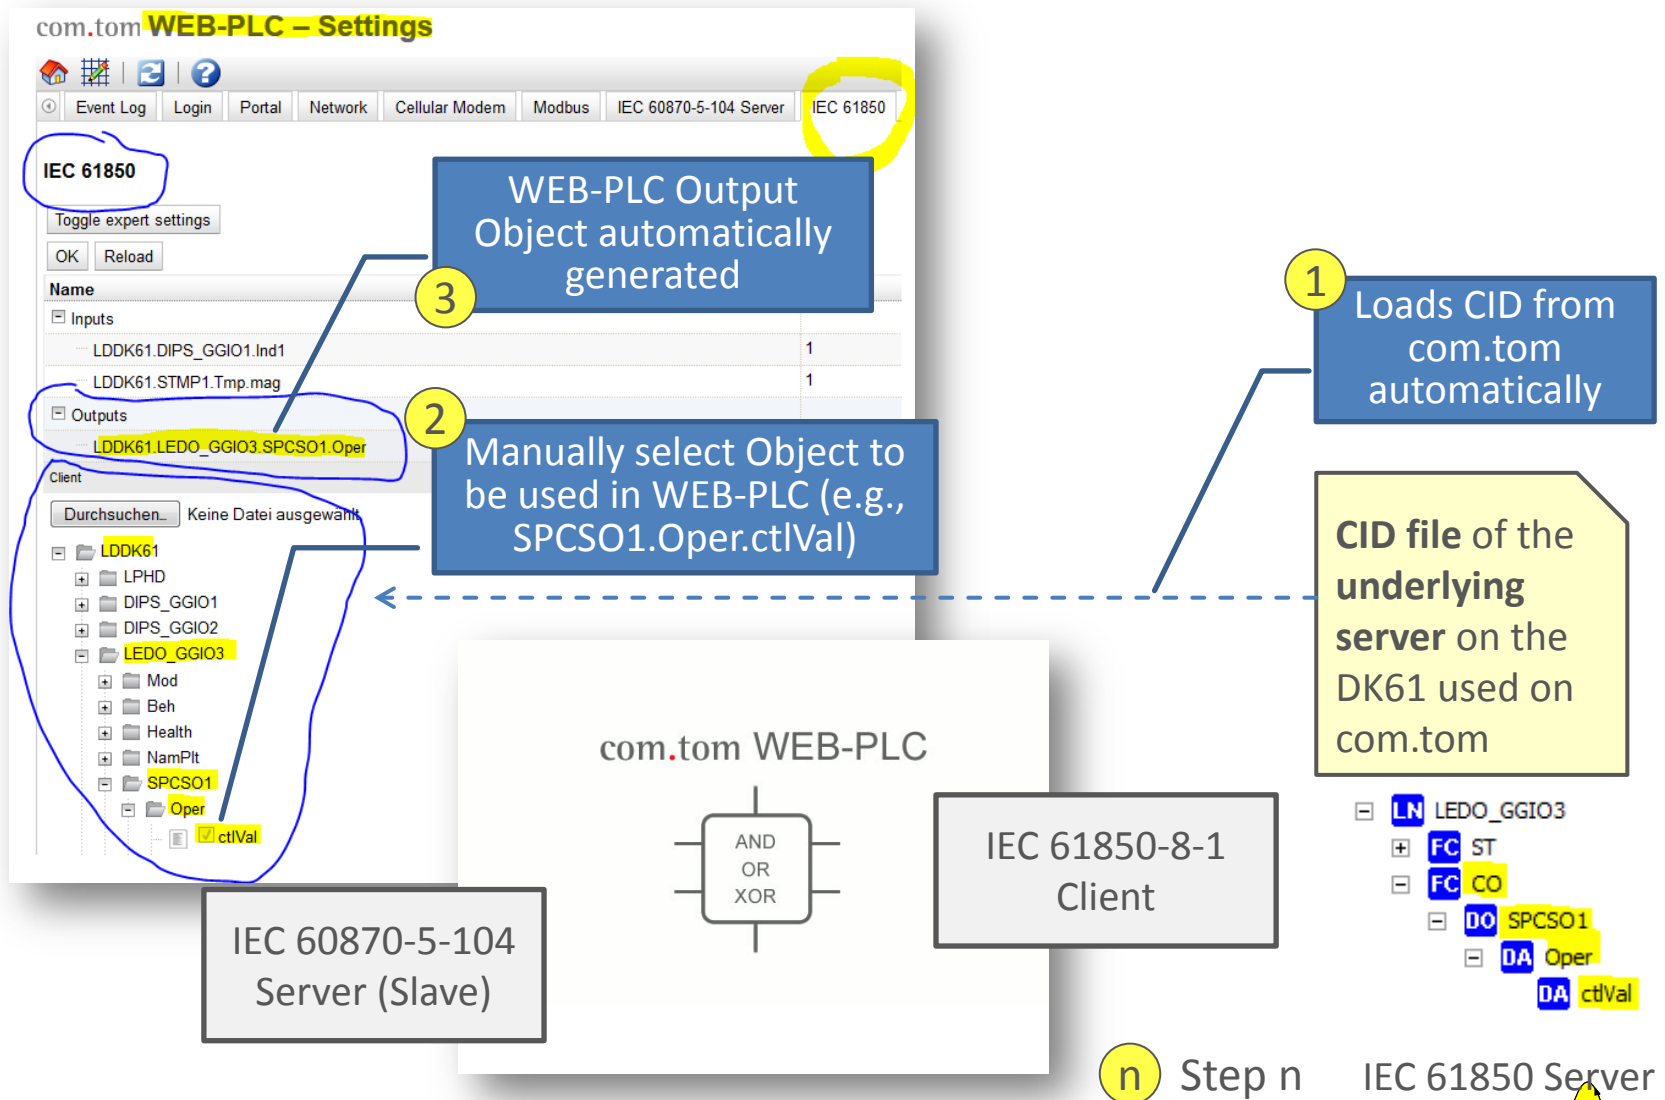 com.tom WEB-PLC – Settings
Event Log Login Portal Network Cellular Modem Modbus IEC 60870-5-104 Server IEC 61850
IEC 61850
Toggle expert settings
OK Reload
Name
Inputs
LDDK61.DIPS_GGIO1.Ind1 1
LDDK61.STMP1.Tmp.mag 1
Outputs
LDDK61.LEDO_GGIO3.SPCSO1.Oper
Client
Durchsuchen... Keine Datei ausgewählt
LDDK61
LPHD
DIPS_GGIO1
DIPS_GGIO2
LEDO_GGIO3
Mod
Beh
Health
NamPlt
SPCSO1
Oper
ctlVal
WEB-PLC Output
Object automatically
generated
3
2
Manually select Object to
be used in WEB-PLC (e.g.,
SPCSO1.Oper.ctlVal)
1
Loads CID from
com.tom
automatically
CID file of the
underlying
server on the
DK61 used on
com.tom
com.tom WEB-PLC
AND
OR
XOR
IEC 61850-8-1
Client
IEC 60870-5-104
Server (Slave)
LN LEDO_GGIO3
FC ST
FC CO
DO SPCSO1
DA Oper
DA ctlVal
n Step n
IEC 61850 Server